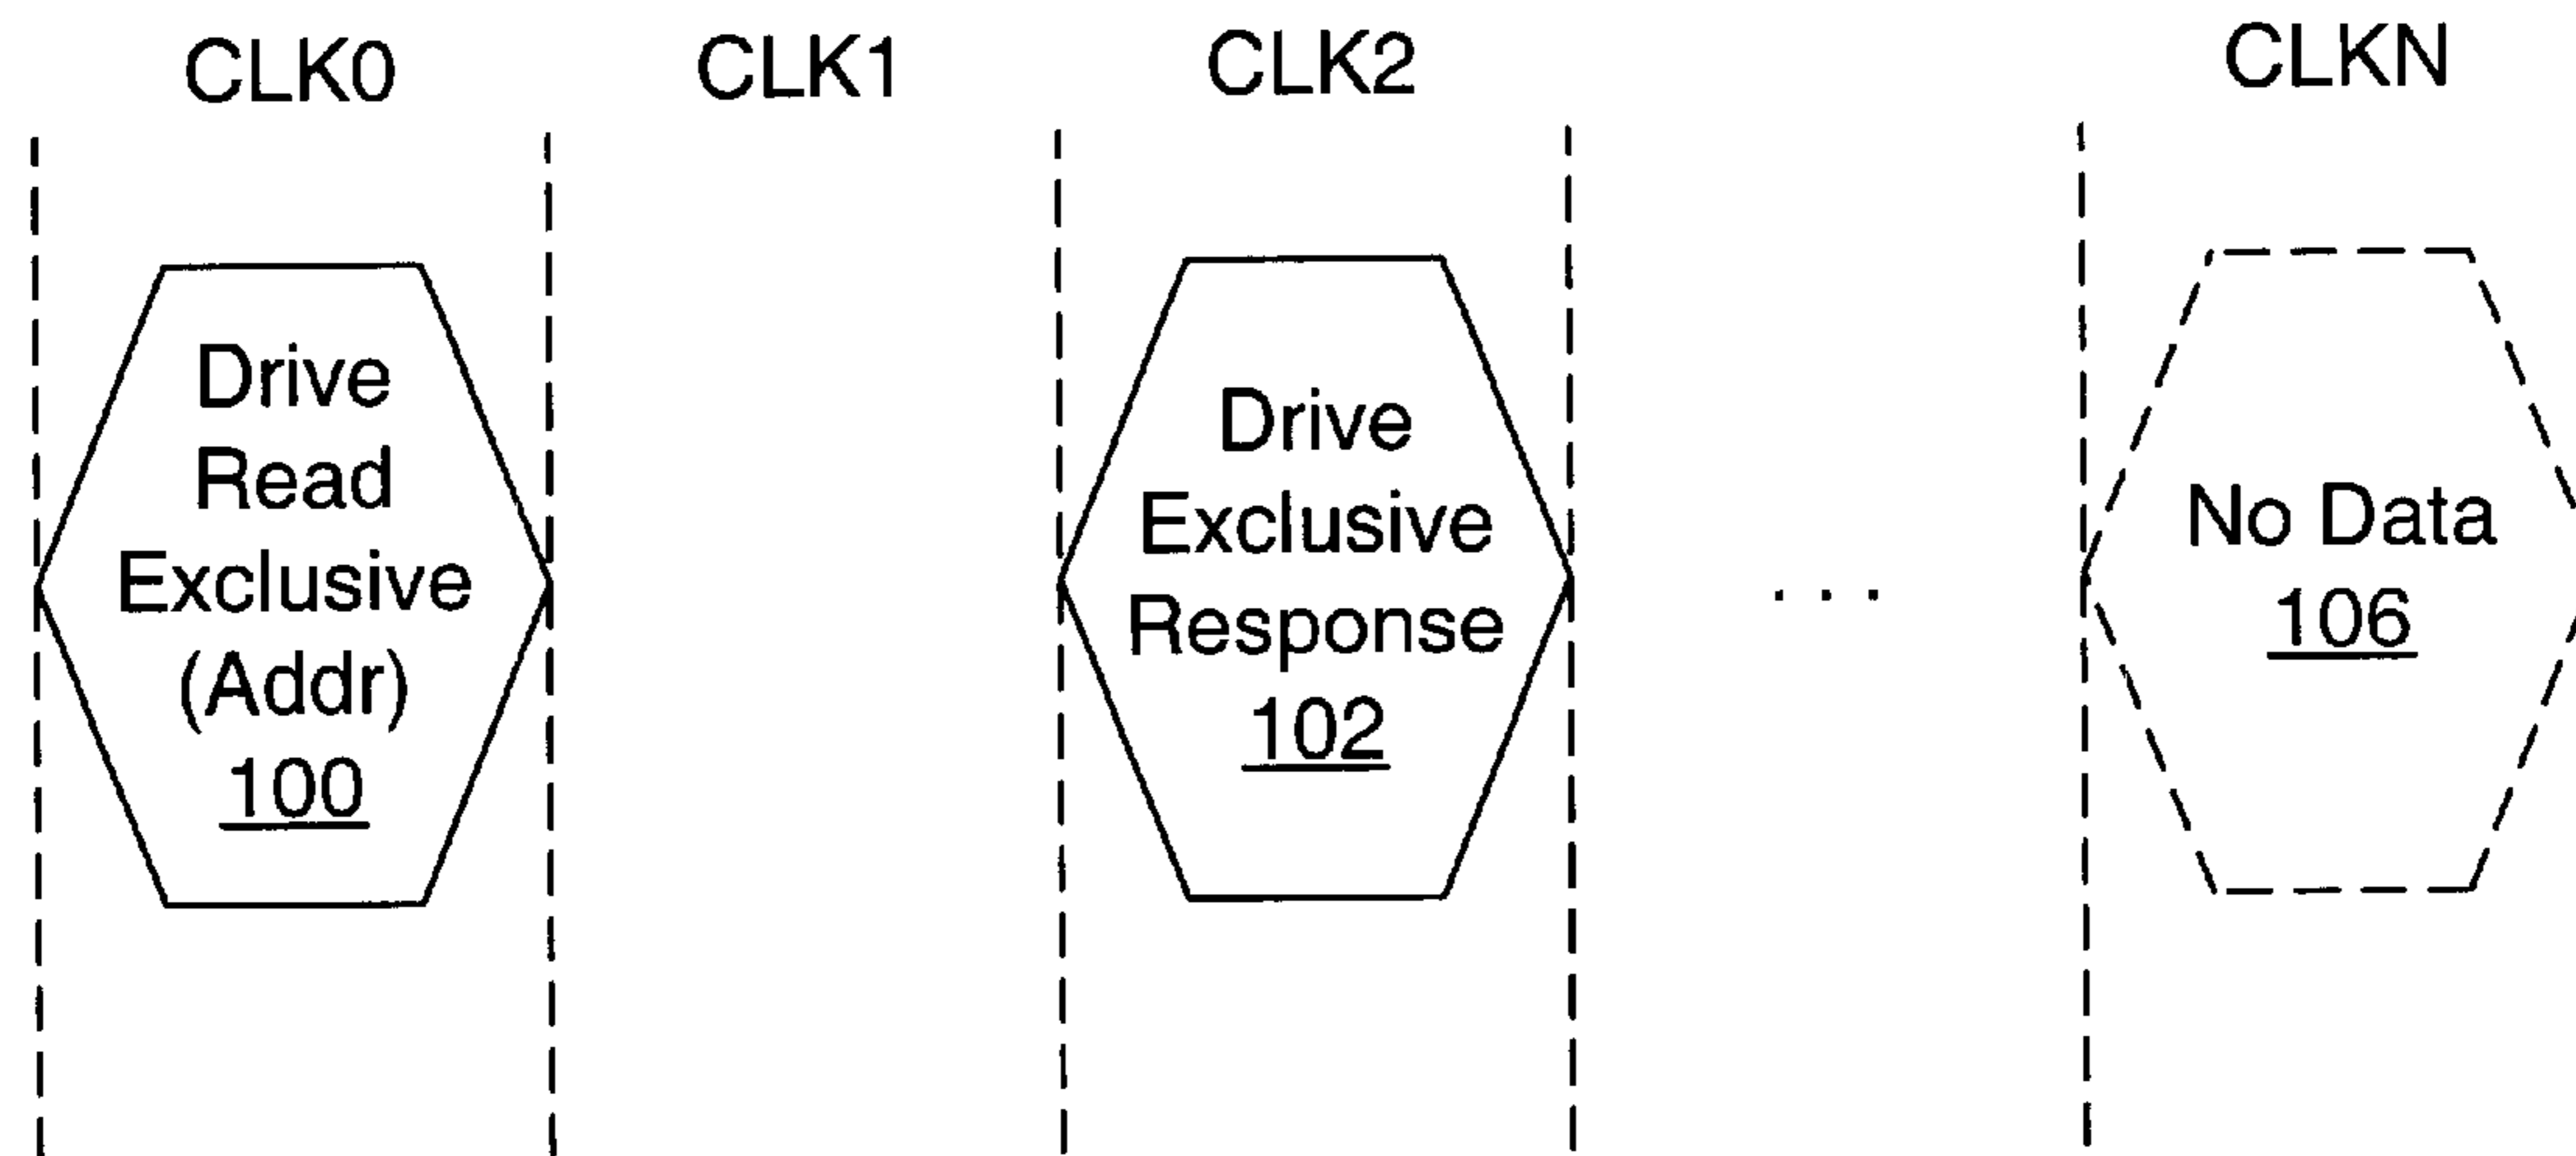 CLK0 CLK1 CLK2 CLKN
Drive
Read
Exclusive
(Addr)
100
Drive
Exclusive
Response
102
. . .
No Data
106